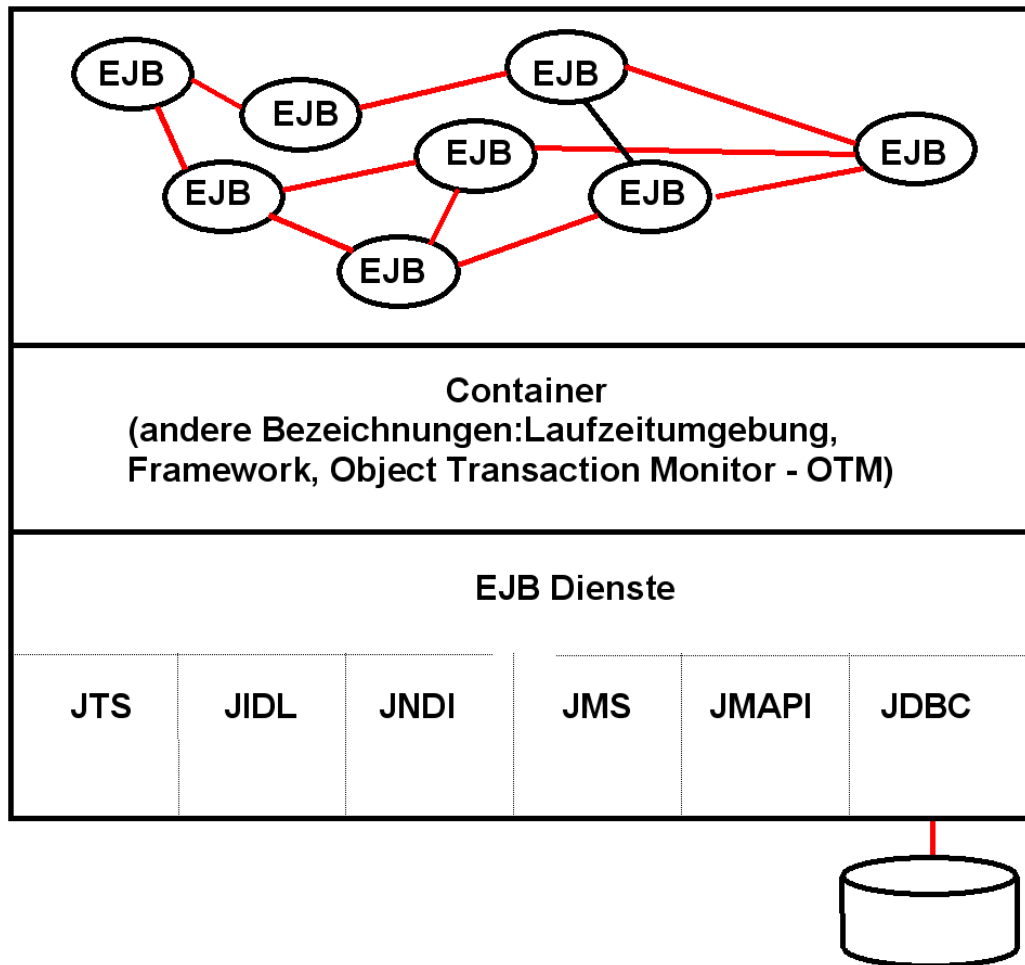 EJB
EJB
EJB
EJB
EJB
EJB
EJB
EJB
Container
(andere Bezeichnungen:Laufzeitumgebung,
Framework, Object Transaction Monitor - OTM)
EJB Dienste
JTS JIDL JNDI JMS JMAPI JDBC